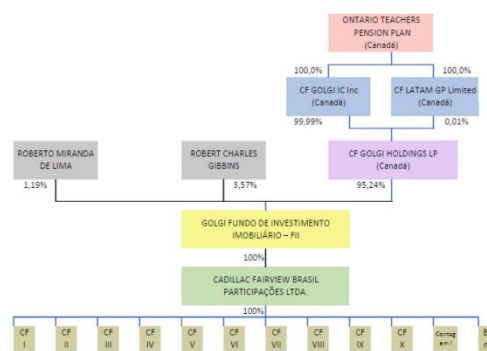 ONTARIO TEACHERS
PENSION PLAN
(Canadá)
100,0%
100,0%
CF GOLGI IC Inc
(Canadá)
CF LATAM GP Limited
(Canadá)
99,99%
0,01%
ROBERTO MIRANDA
DE LIMA
ROBERT CHARLES
GIBBINS
CF GOLGI HOLDINGS LP
(Canadá)
1,19%
3,57%
95,24%
GOLGI FUNDO DE INVESTIMENTO
IMOBILIÁRIO – FII
100%
CADILLAC FAIRVIEW BRASIL
PARTICIPAÇÕES LTDA.
100%
CF
I
CF
II
CF
III
CF
IV
CF
V
CF
VI
CF
VII
CF
VIII
CF
IX
CF
X
Contag
em I